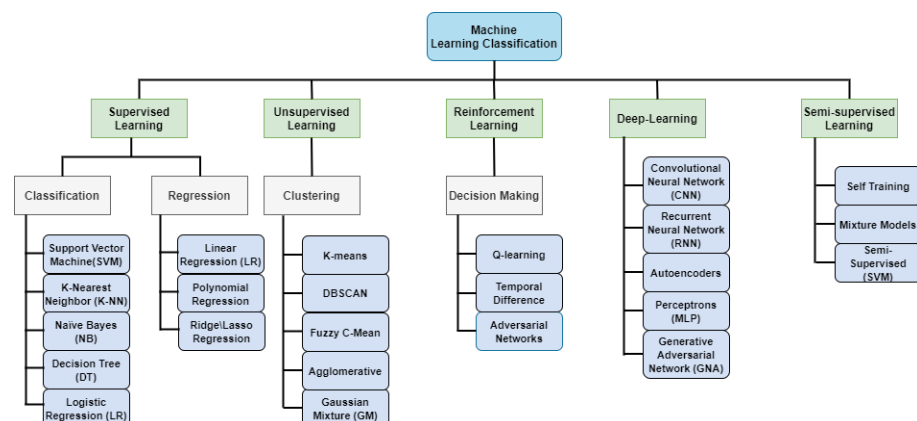 Machine
Learning Classification
Supervised
Learning
Unsupervised
Learning
Reinforcement
Learning
Deep-Learning
Semi-supervised
Learning
Classification
Regression
Clustering
Decision Making
Support Vector
Machine(SVM)
K-Nearest
Neighbor (K-NN)
Naïve Bayes
(NB)
Decision Tree
(DT)
Logistic
Regression (LR)
Linear
Regression (LR)
Polynomial
Regression
Ridge\Lasso
Regression
K-means
DBSCAN
Fuzzy C-Mean
Agglomerative
Gaussian
Mixture (GM)
Q-learning
Temporal
Difference
Adversarial
Networks
Convolutional
Neural Network
(CNN)
Recurrent
Neural Network
(RNN)
Autoencoders
Perceptrons
(MLP)
Generative
Adversarial
Network (GNA)
Self Training
Mixture Models
Semi-
Supervised
(SVM)